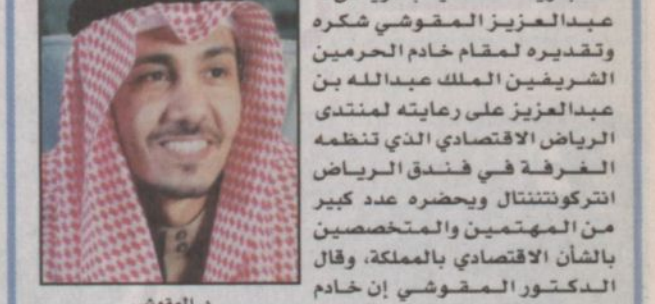 عبدالعزيز المقوشي شكره
وتقديره لمقام خادم الحرمين
الشريفين الملك عبدالله بن
عبدالعزيز على رعايته لمنتدى
الرياض الاقتصادي الذي تنظمه
الغرفة في فندق الرياض
انتركونتننتال ويحضره عدد كبير
من المهتمين والمتخصصين
بالشأن الاقتصادي بالمملكة، وقال
الدكتور المقوشي إن خادم